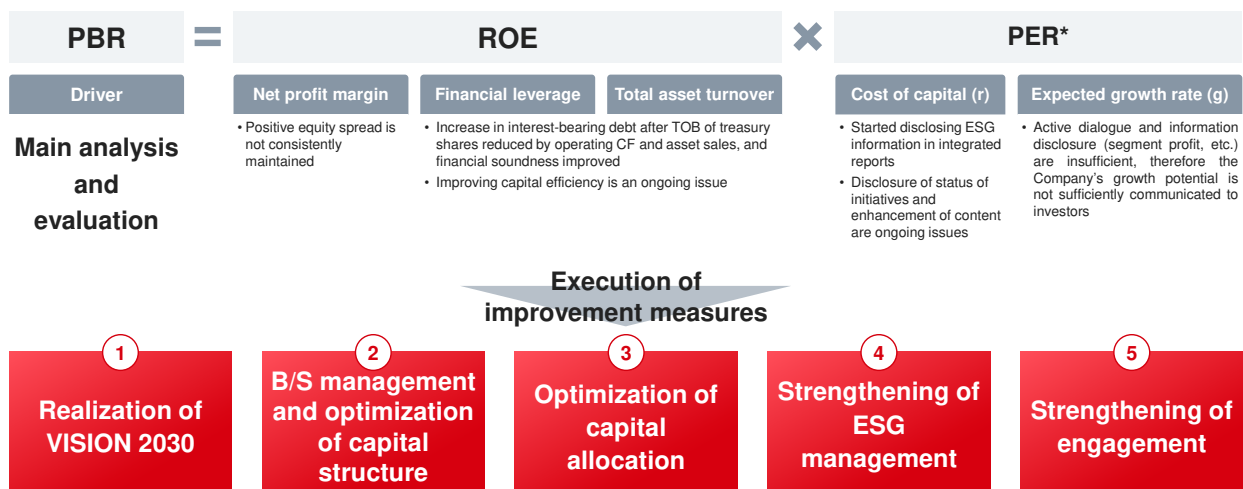 PBR = ROE × PER*
Driver
Net profit margin
Financial leverage
Total asset turnover
Cost of capital (r)
Expected growth rate (g)
Main analysis
and
evaluation
• Positive equity spread is
not consistently
maintained
• Increase in interest-bearing debt after TOB of treasury
shares reduced by operating CF and asset sales, and
financial soundness improved
• Improving capital efficiency is an ongoing issue
• Started disclosing ESG
information in integrated
reports
• Disclosure of status of
initiatives and
enhancement of content
are ongoing issues
• Active dialogue and information
disclosure (segment profit, etc.)
are insufficient, therefore the
Company's growth potential is
not sufficiently communicated to
investors
Execution of
improvement measures
1
Realization of
VISION 2030
2
B/S management
and optimization
of capital
structure
3
Optimization of
capital
allocation
4
Strengthening of
ESG
management
5
Strengthening of
engagement